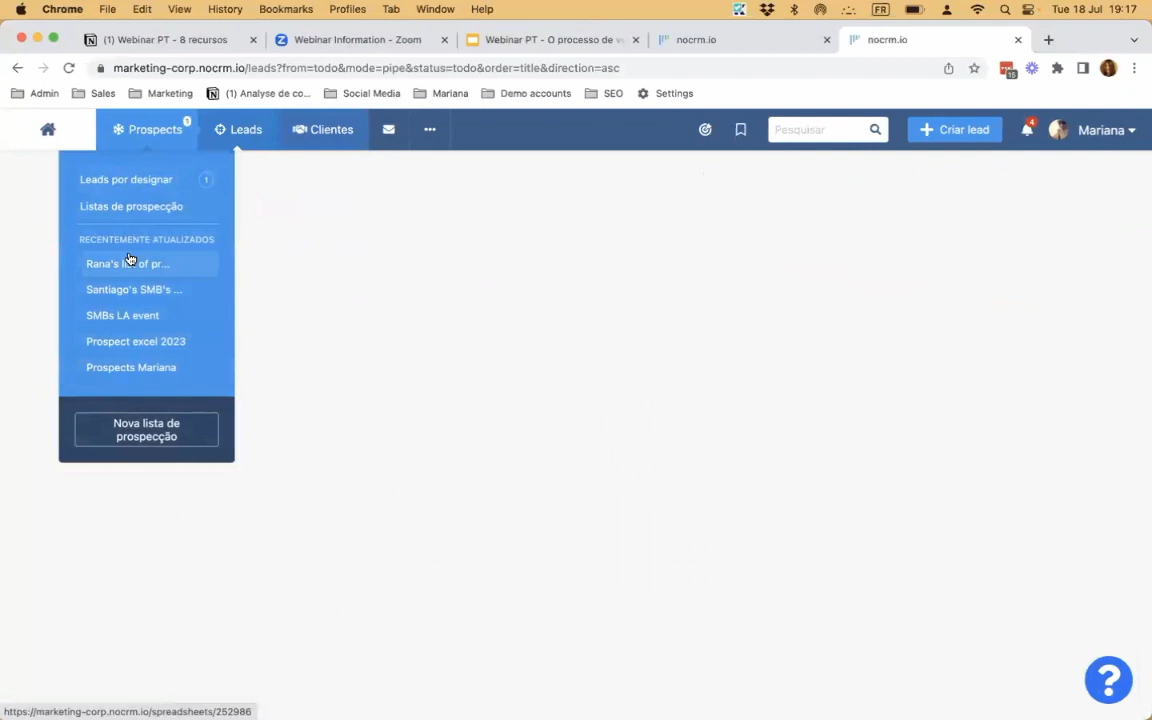 Chrome File Edit View History Bookmarks Profiles Tab Window Help FR Tue 18 Jul 19:17
(1) Webinar PT - 8 recursos
Webinar Information - Zoom
Webinar PT - O processo de
nocrm.io
nocrm.io
marketing-corp.nocrm.io/leads?from=todo&mode=pipe&status=todo&order=title&direction=asc
15
Admin Sales Marketing (1) Analyse de co... Social Media Mariana Demo accounts SEO Settings
Prospects 1 Leads Clientes Pesquisar Criar lead 4 Mariana
Leads por designar 1
Listas de prospecção
RECENTEMENTE ATUALIZADOS
Rana's of pr...
Santiago's SMB's ...
SMBs LA event
Prospect excel 2023
Prospects Mariana
Nova lista de
prospecção
?
https://marketing-corp.nocrm.io/spreadsheets/252986